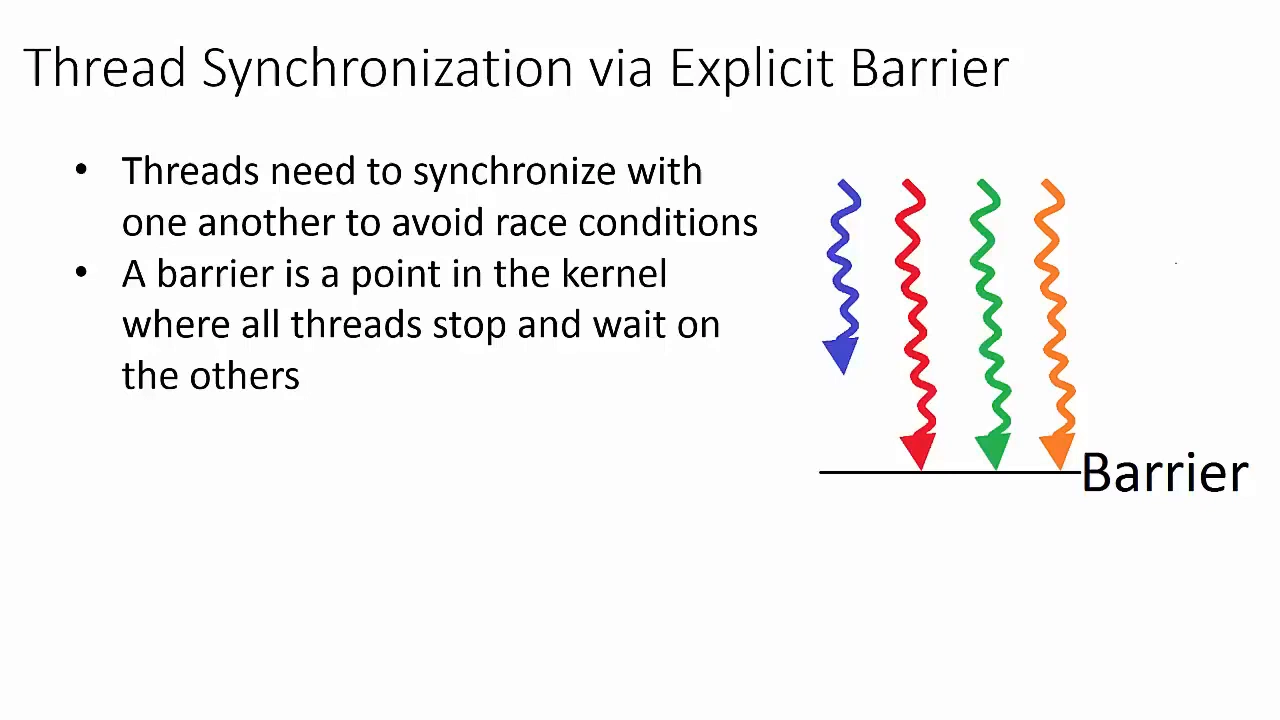 Thread Synchronization via Explicit Barrier
• Threads need to synchronize with
one another to avoid race conditions
• A barrier is a point in the kernel
where all threads stop and wait on
the others
Barrier